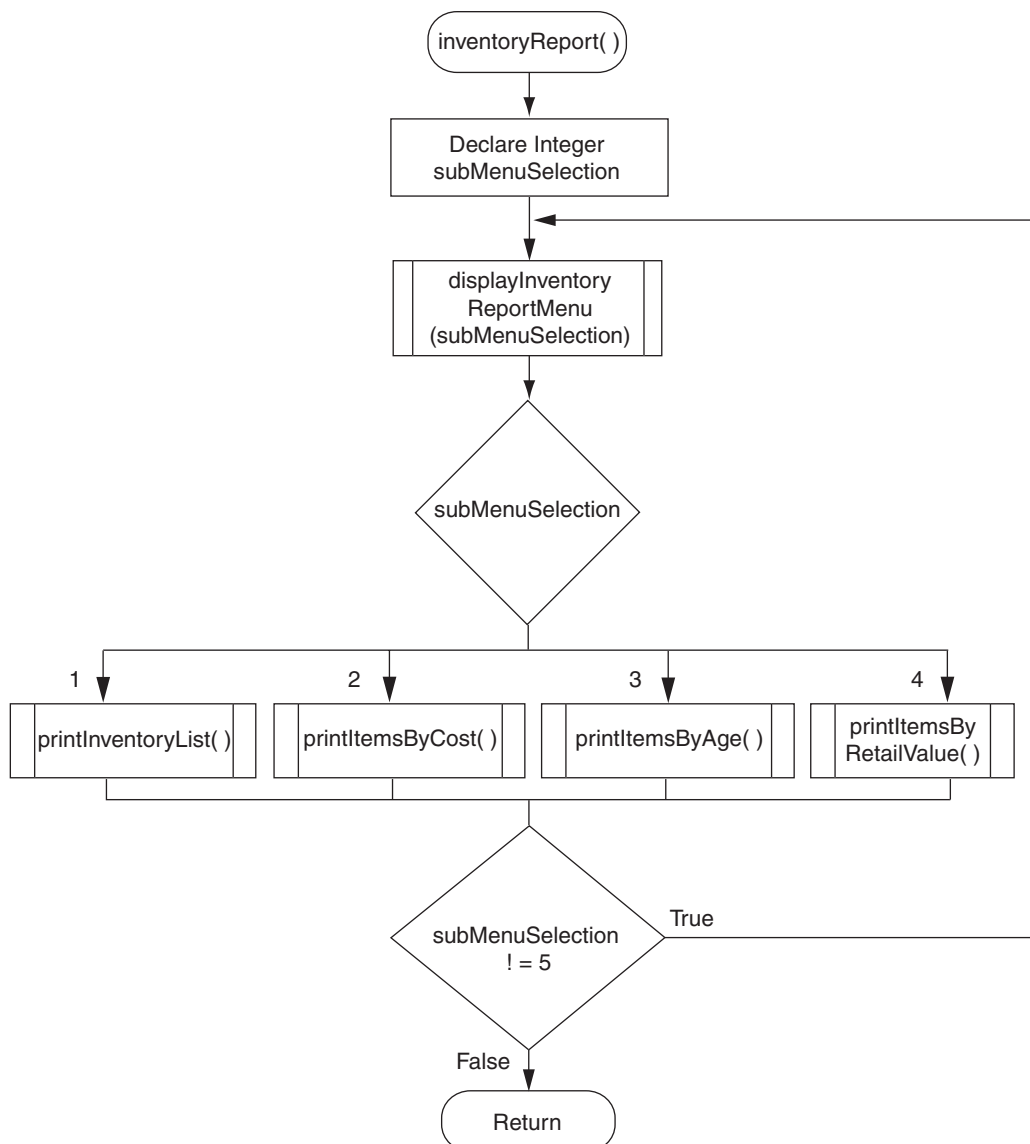 inventoryReport( )
Declare Integer
subMenuSelection
displayInventory
ReportMenu
(subMenuSelection)
subMenuSelection
1
2
3
4
printInventoryList( )
printItemsByCost( )
printItemsByAge( )
printItemsBy
RetailValue( )
subMenuSelection
! = 5
True
False
Return